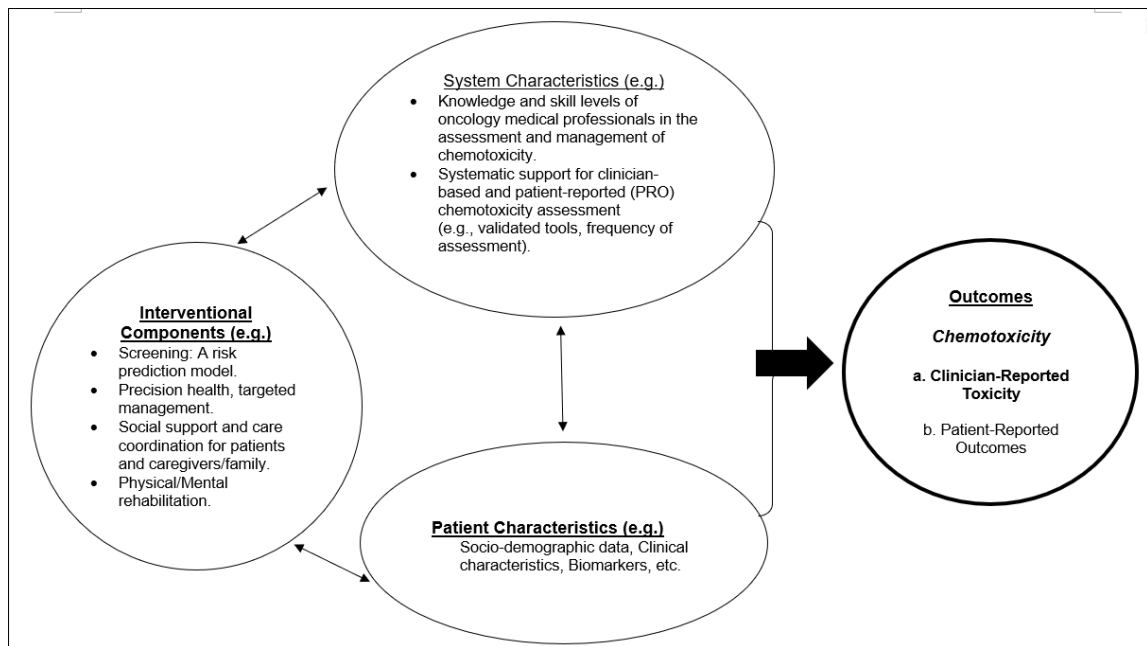 System Characteristics (e.g.)
• Knowledge and skill levels of
oncology medical professionals in the
assessment and management of
chemotoxicity.
• Systematic support for clinician-
based and patient-reported (PRO)
chemotoxicity assessment
(e.g., validated tools, frequency of
assessment).
Interventional
Components (e.g.)
• Screening: A risk
prediction model.
• Precision health, targeted
management.
• Social support and care
coordination for patients
and caregivers/family.
• Physical/Mental
rehabilitation.
Patient Characteristics (e.g.)
Socio-demographic data, Clinical
characteristics, Biomarkers, etc.
Outcomes
Chemotoxicity
a. Clinician-Reported
Toxicity
b. Patient-Reported
Outcomes